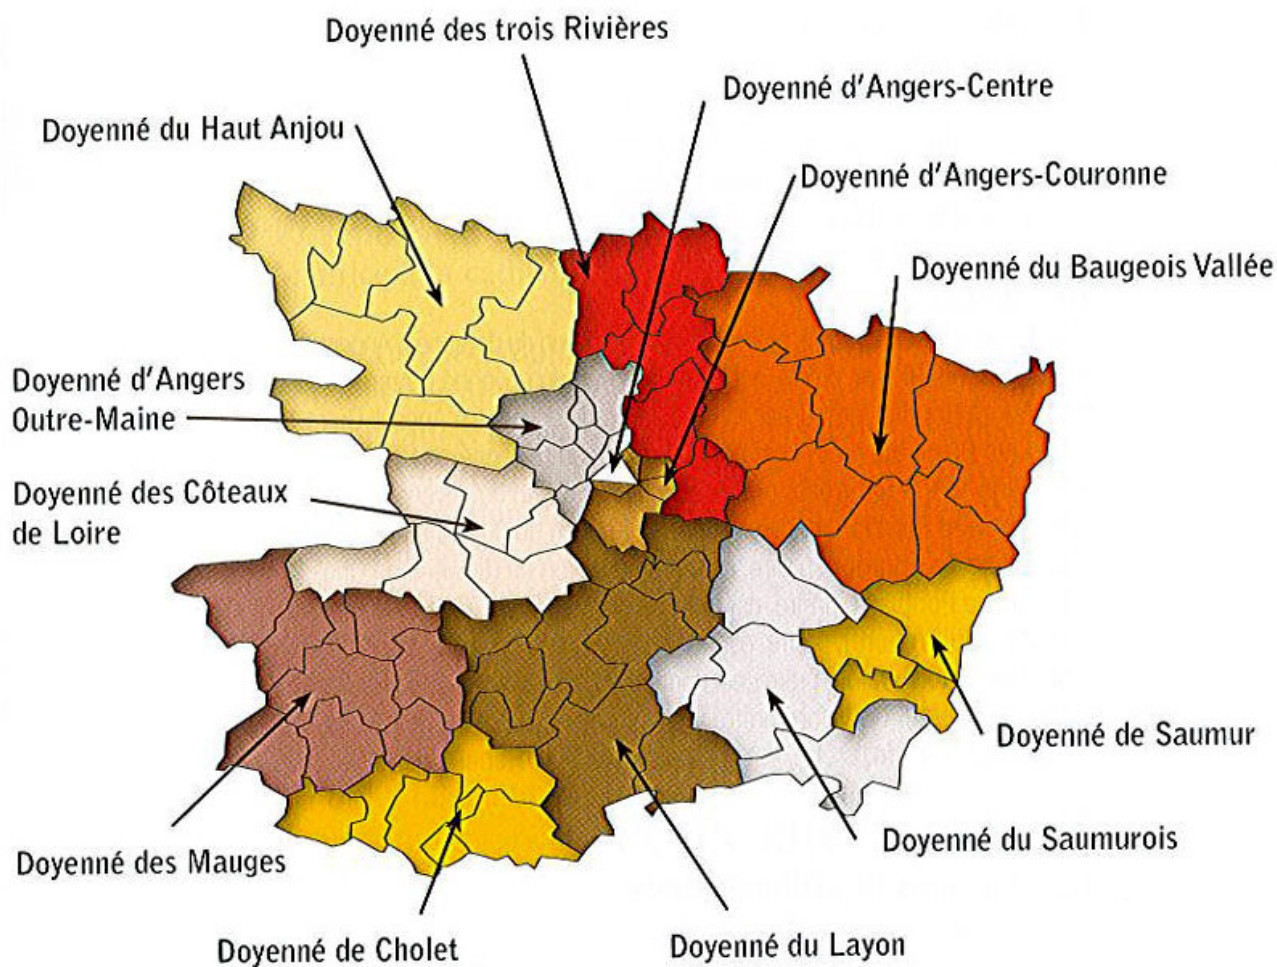 Doyenné des trois Rivières
Doyenné d'Angers-Centre
Doyenné du Haut Anjou
Doyenné d'Angers-Couronne
Doyenné du Baugeois Vallée
Doyenné d'Angers
Outre-Maine
Doyenné des Côteaux
de Loire
Doyenné de Saumur
Doyenné du Saumurois
Doyenné des Mauges
Doyenné de Cholet
Doyenné du Layon